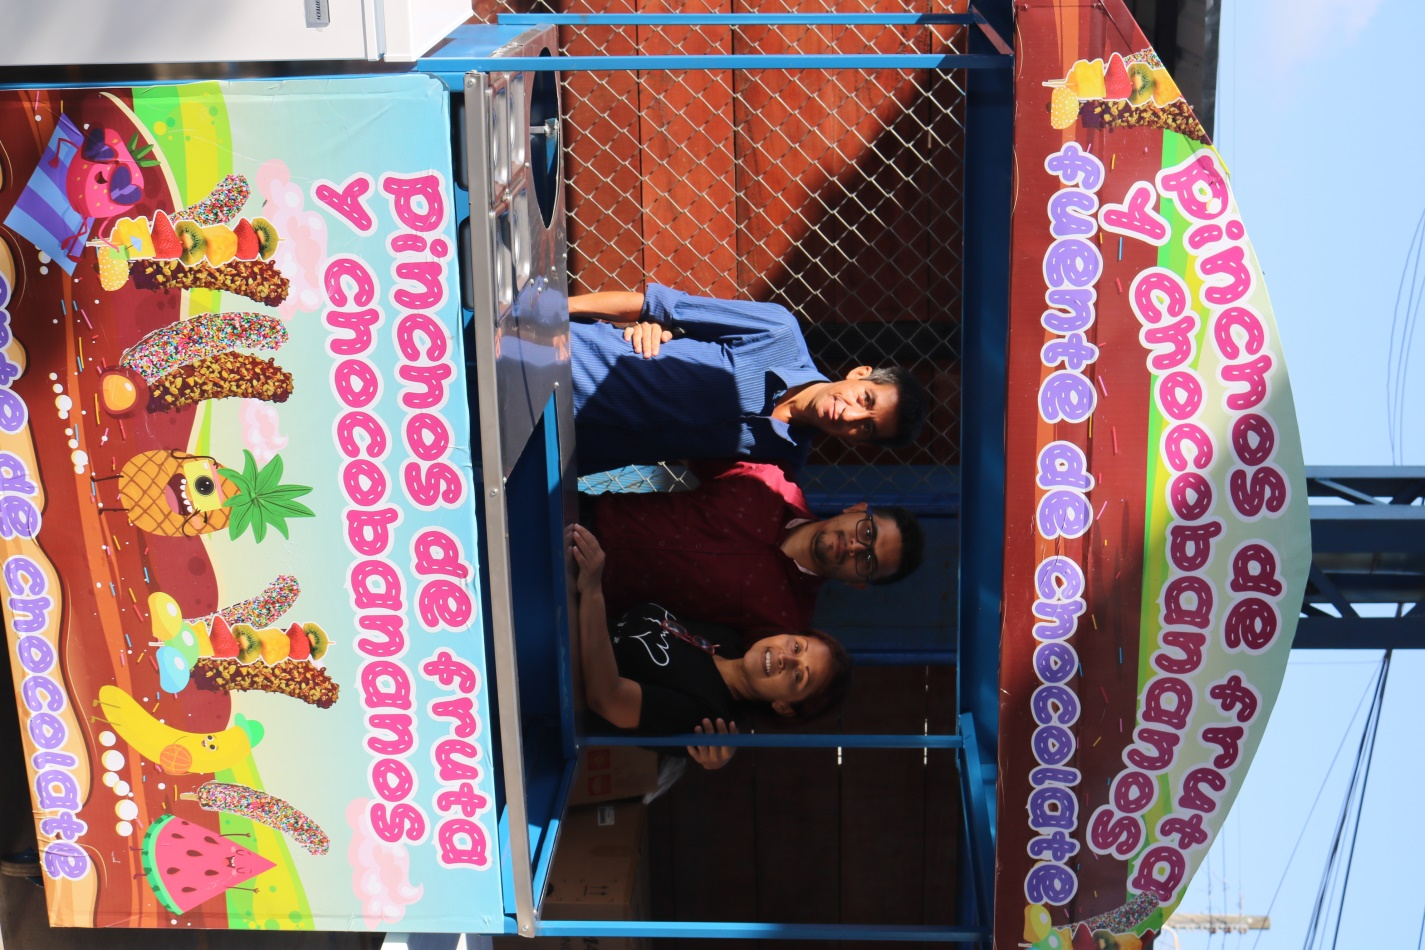 Pinchos de fruta
y chocobananos
fuente de chocolate
Pinchos de fruta
y chocobananos
de chocolate